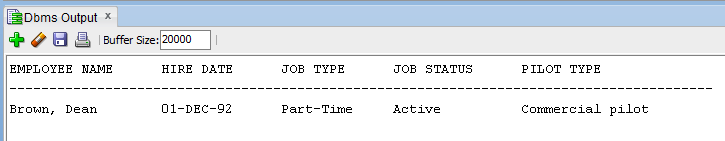 Dbms Output x
Buffer Size: 20000
EMPLOYEE NAME HIRE DATE JOB TYPE JOB STATUS PILOT TYPE
----------------------------------------------------------------------------------------
Brown, Dean 01-DEC-92 Part-Time Active Commercial pilot